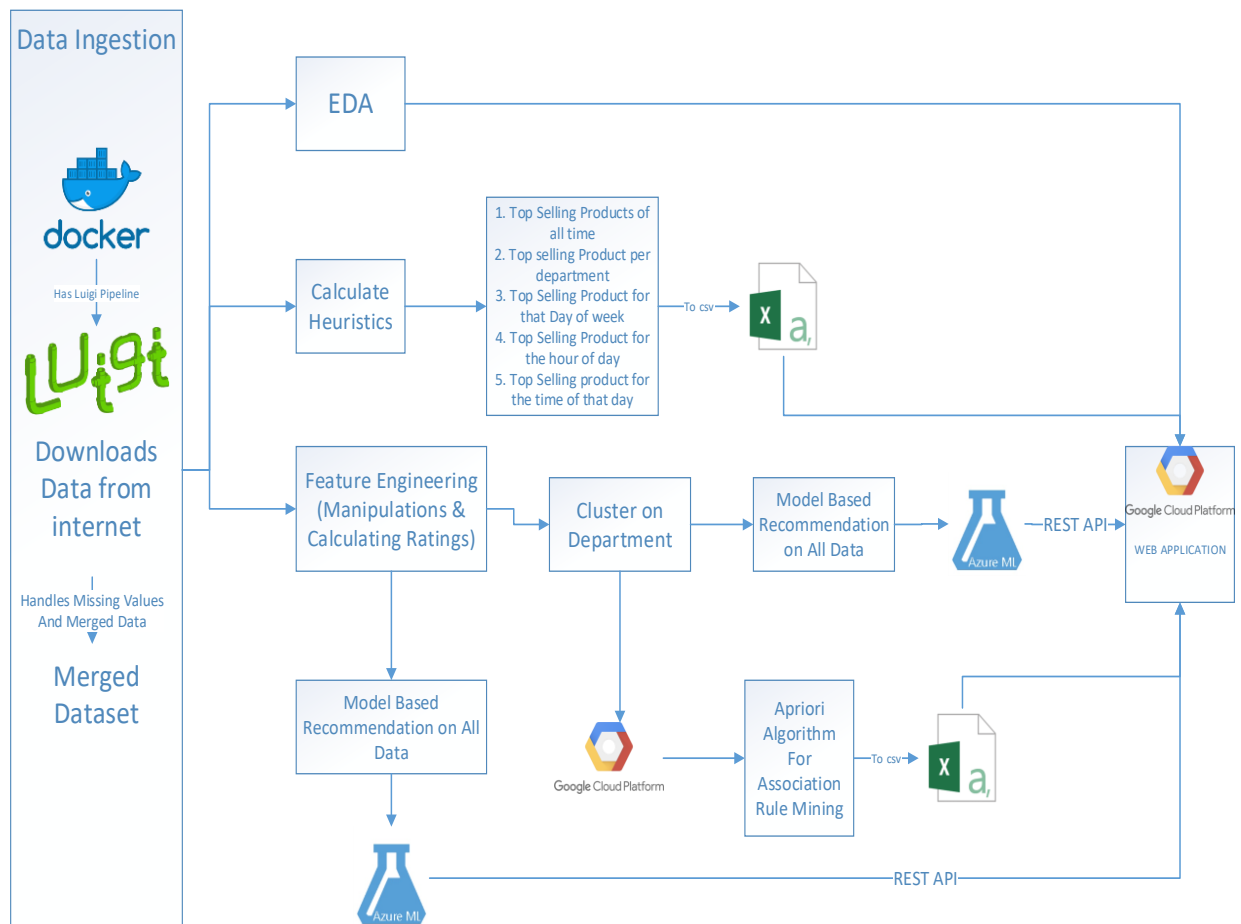 Data Ingestion
docker
Has Luigi Pipeline
Luigi
Downloads
Data from
internet
Handles Missing Values
And Merged Data
Merged
Dataset
EDA
Calculate
Heuristics
1. Top Selling Products of
all time
2. Top selling Product per
department
3. Top Selling Product for
that Day of week
4. Top Selling Product for
the hour of day
5. Top Selling product for
the time of that day
To csv
X
a,
Feature Engineering
(Manipulations &
Calculating Ratings)
Cluster on
Department
Model Based
Recommendation
on All Data
Azure ML
REST API
Google Cloud Platform
WEB APPLICATION
Model Based
Recommendation on All
Data
Azure ML
Google Cloud Platform
Apriori
Algorithm
For
Association
Rule Mining
To csv
X
a,
REST API